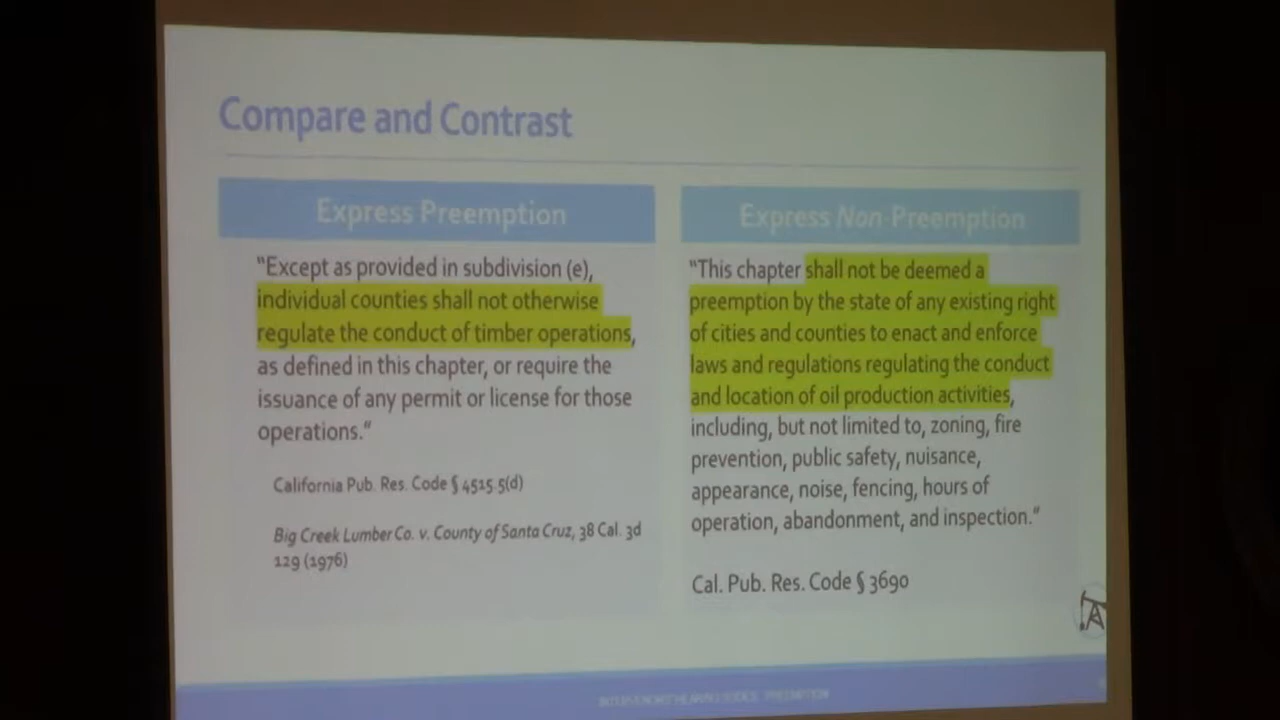 Compare and Contrast
Express Preemption
"Except as provided in subdivision (e),
individual counties shall not otherwise
regulate the conduct of timber operations,
as defined in this chapter, or require the
issuance of any permit or license for those
operations."
California Pub. Res. Code § 4515.5(d)
Big Creek Lumber Co. v. County of Santa Cruz, 38 Cal. 3d
129 (1976)
Express Non-Preemption
"This chapter shall not be deemed a
preemption by the state of any existing right
of cities and counties to enact and enforce
laws and regulations regulating the conduct
and location of oil production activities,
including, but not limited to, zoning, fire
prevention, public safety, nuisance,
appearance, noise, fencing, hours of
operation, abandonment, and inspection."
Cal. Pub. Res. Code § 3690
PREEMPTION